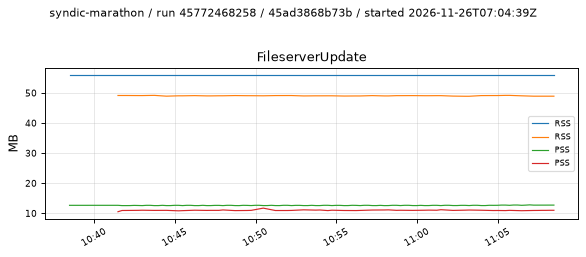 syndic-marathon / run 45772468258 / 45ad3868b73b / started 2026-11-26T07:04:39Z
FileserverUpdate
MB
50
40
30
20
10
RSS
RSS
PSS
PSS
10:40
10:45
10:50
10:55
11:00
11:05